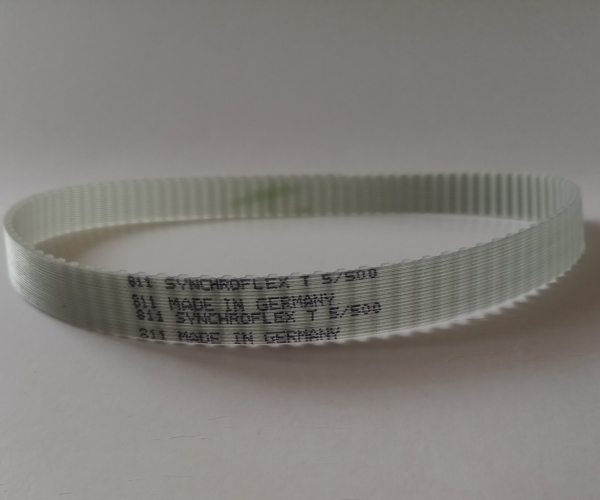 811 SYNCHROFLEX T 5/500
811 MADE IN GERMANY
811 SYNCHROFLEX T 5/500
811 MADE IN GERMANY